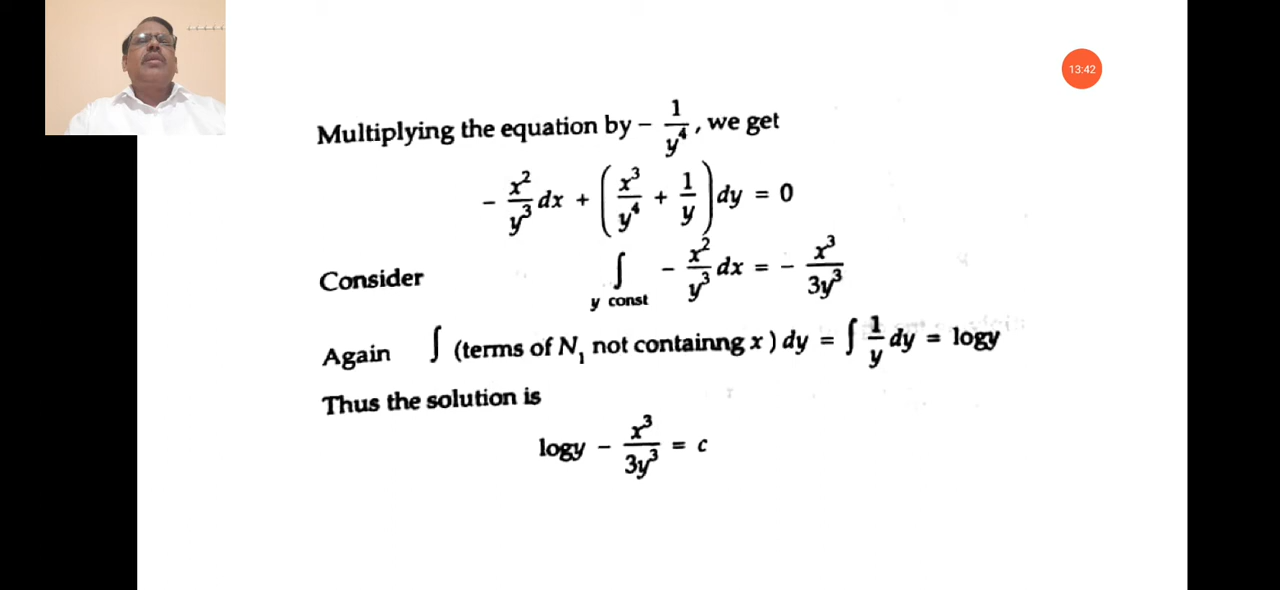 13:42
Multiplying the equation by - 1/y⁴, we get
- x²/y³ dx + (x³/y⁴ + 1/y) dy = 0
Consider ∫ y const - x²/y³ dx = - x³/3y³
Again ∫ (terms of N₁ not containng x) dy = ∫ 1/y dy = logy
Thus the solution is
logy - x³/3y³ = c